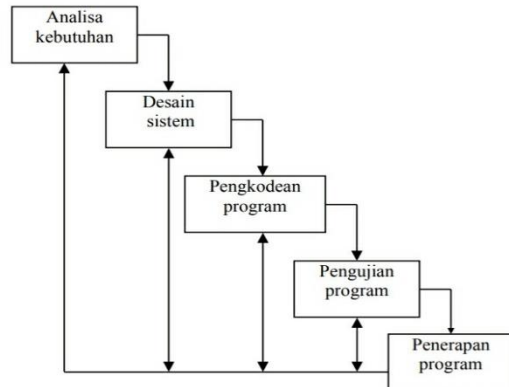 Analisa
kebutuhan
Desain
sistem
Pengkodean
program
Pengujian
program
Penerapan
program